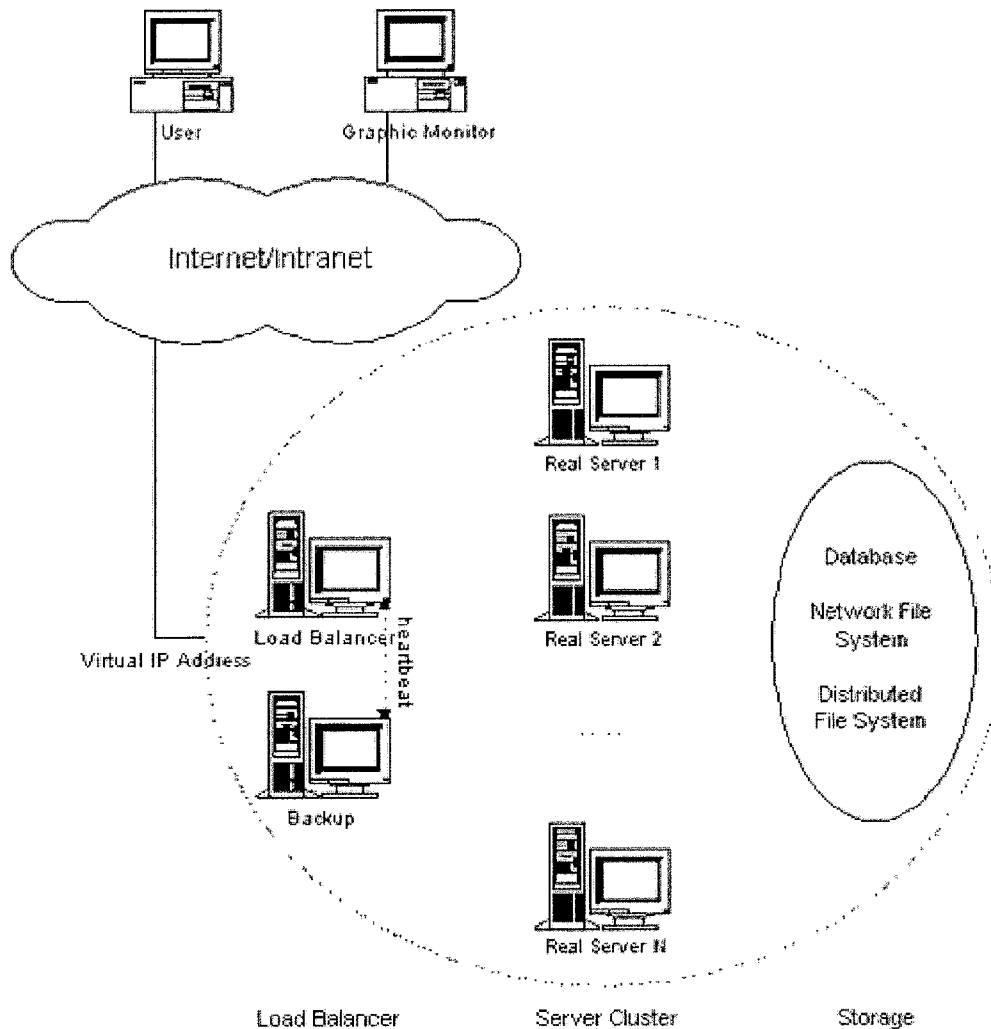 User
Graphic Monitor
Internet/Intranet
Real Server 1
Load Balancer
heartbeat
Real Server 2
Virtual IP Address
Backup
.....
Real Server N
Database
Network File
System
Distributed
File System
Load Balancer
Server Cluster
Storage